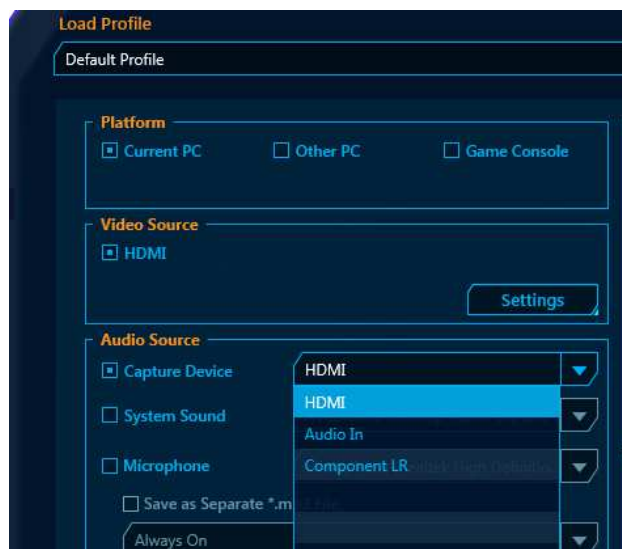 Load Profile
Default Profile
Platform
Current PC
Other PC
Game Console
Video Source
HDMI
Settings
Audio Source
Capture Device
HDMI
HDMI
System Sound
Audio In
Microphone
Component LR
Save as Separate *.m
Always On